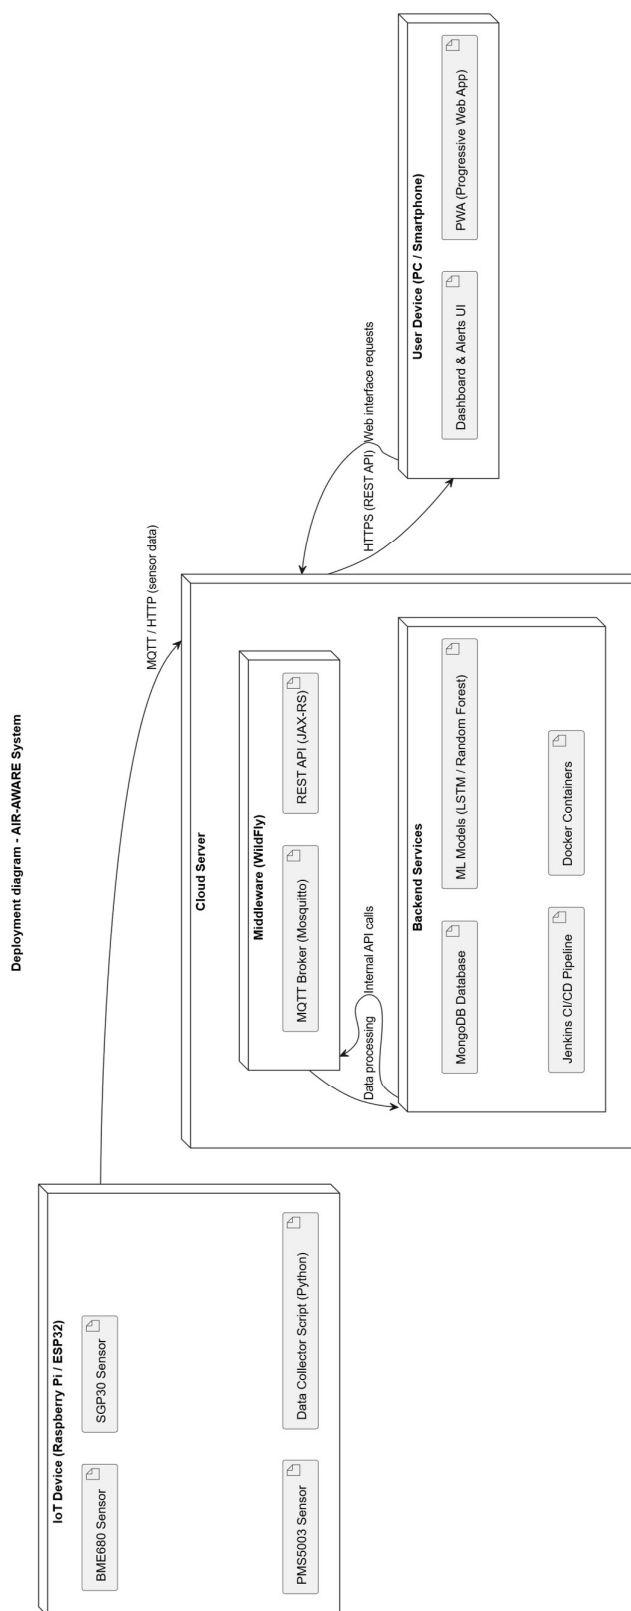 Deployment diagram - AIR-AWARE System
IoT Device (Raspberry Pi / ESP32)
BME680 Sensor
SGP30 Sensor
PMS5003 Sensor
Data Collector Script (Python)
MQTT / HTTP (sensor data)
Cloud Server
Middleware (WildFly)
MQTT Broker (Mosquitto)
REST API (JAX-RS)
Data processing
Internal API calls
Backend Services
MongoDB Database
ML Models (LSTM / Random Forest)
Jenkins CI/CD Pipeline
Docker Containers
HTTPS (REST API)
Web interface requests
User Device (PC / Smartphone)
Dashboard & Alerts UI
PWA (Progressive Web App)